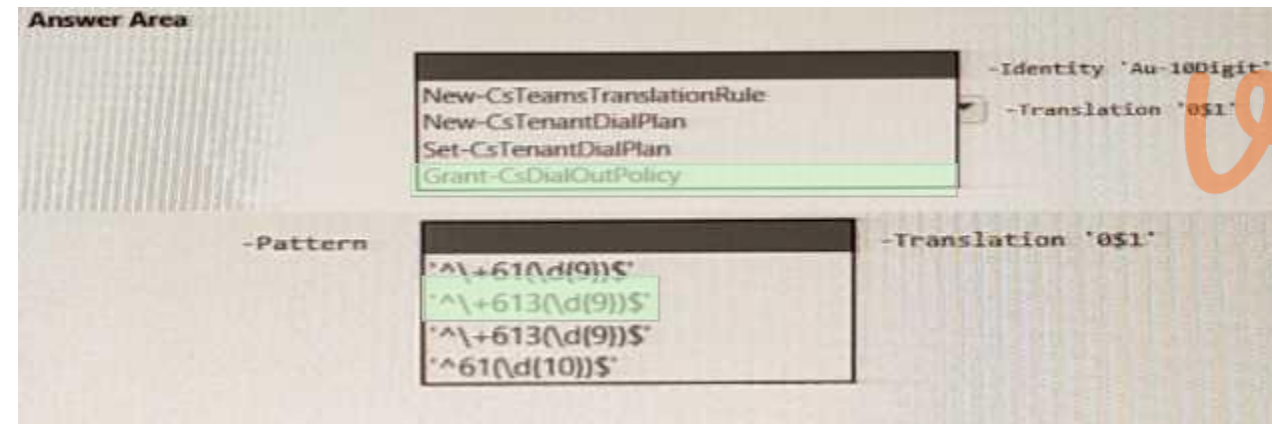 Answer Area
-Identity 'Au-10Digit'
New-CsTeamsTranslationRule
-Translation '0$1'
New-CsTenantDialPlan
Set-CsTenantDialPlan
Grant-CsDialOutPolicy
-Pattern
-Translation '0$1'
'^\+61(\d{9})$'
'^\+613(\d{9})$'
'^\+613(\d{9})$'
'^61(\d{10})$'